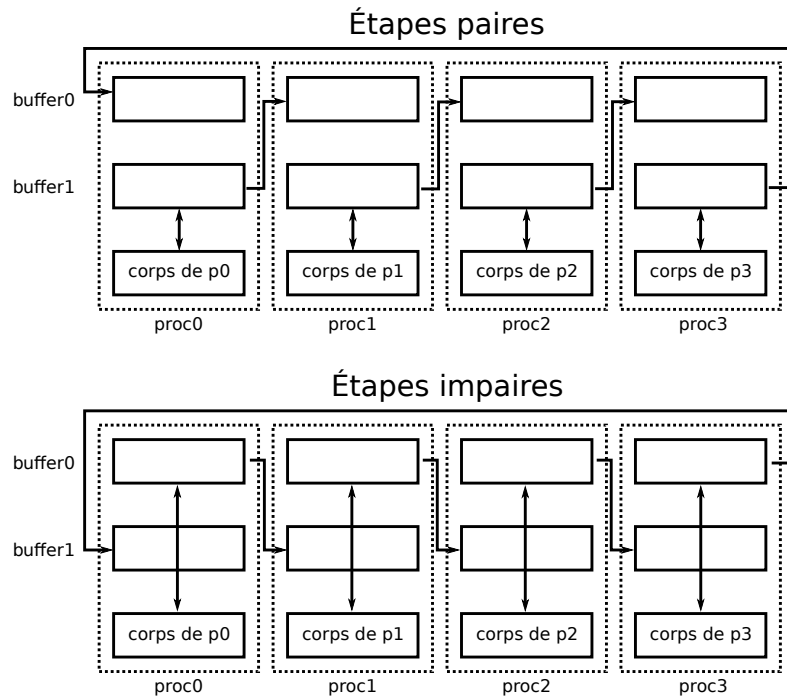 Étapes paires
buffer0
buffer1
corps de p0 corps de p1 corps de p2 corps de p3
proc0 proc1 proc2 proc3
Étapes impaires
buffer0
buffer1
corps de p0 corps de p1 corps de p2 corps de p3
proc0 proc1 proc2 proc3